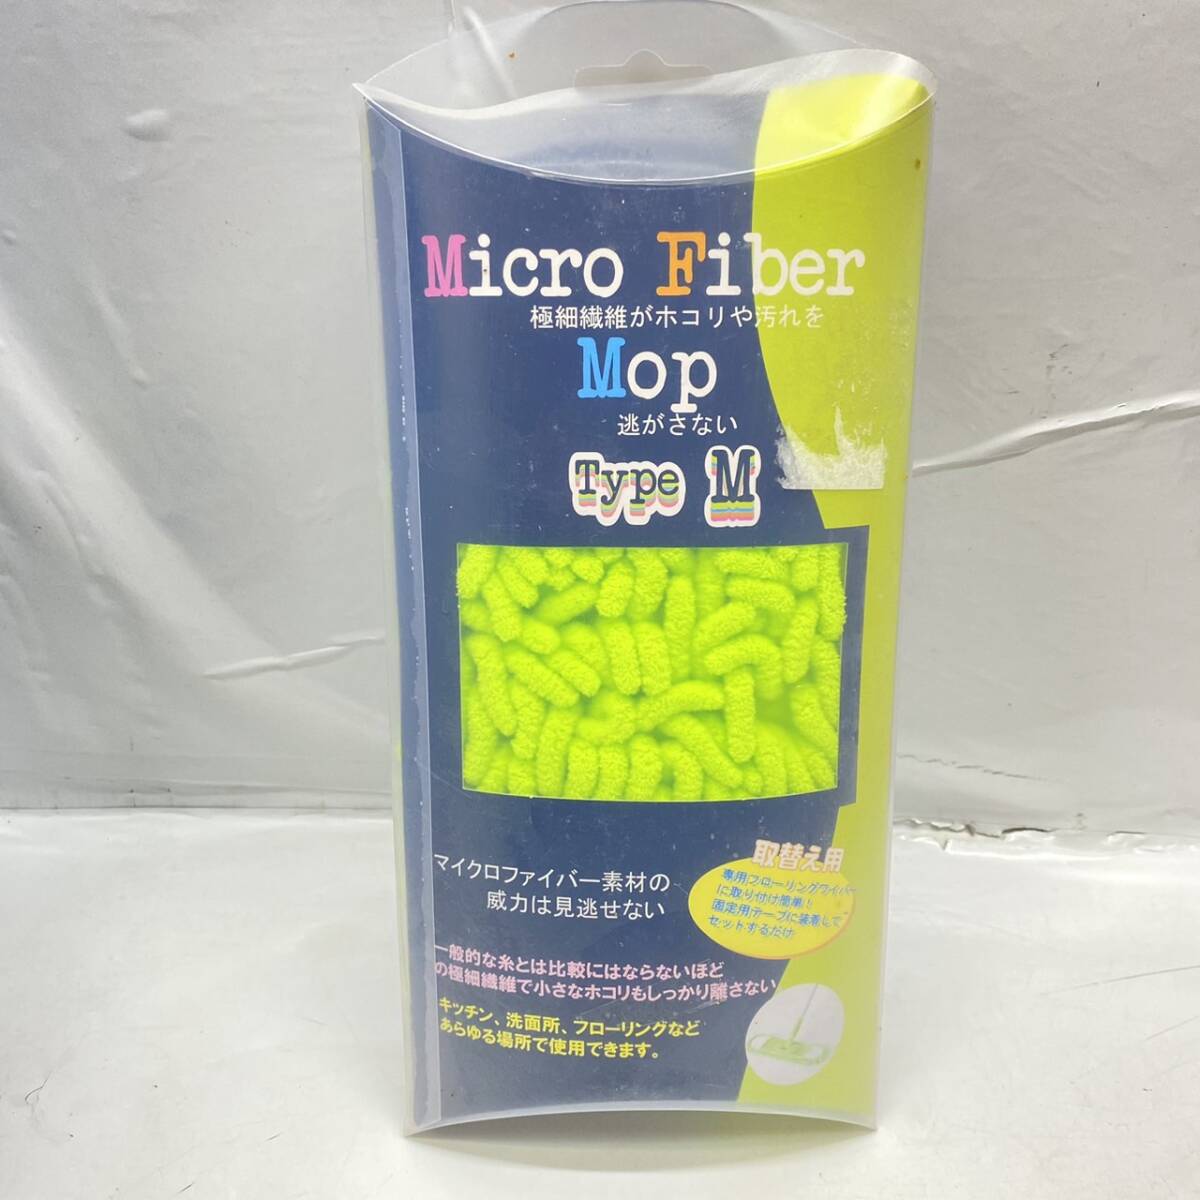 Micro Fiber
極細繊維がホコリや汚れを
Mop
逃がさない
Type M
マイクロファイバー素材の
威力は見逃せない
取替え用
専用フローリングワイパー
に取り付け簡単！
固定用テープに装着して
セットするだけ
一般的な糸とは比較にはならないほど
の極細繊維で小さなホコリもしっかり離さない
キッチン、洗面所、フローリングなど
あらゆる場所で使用できます。